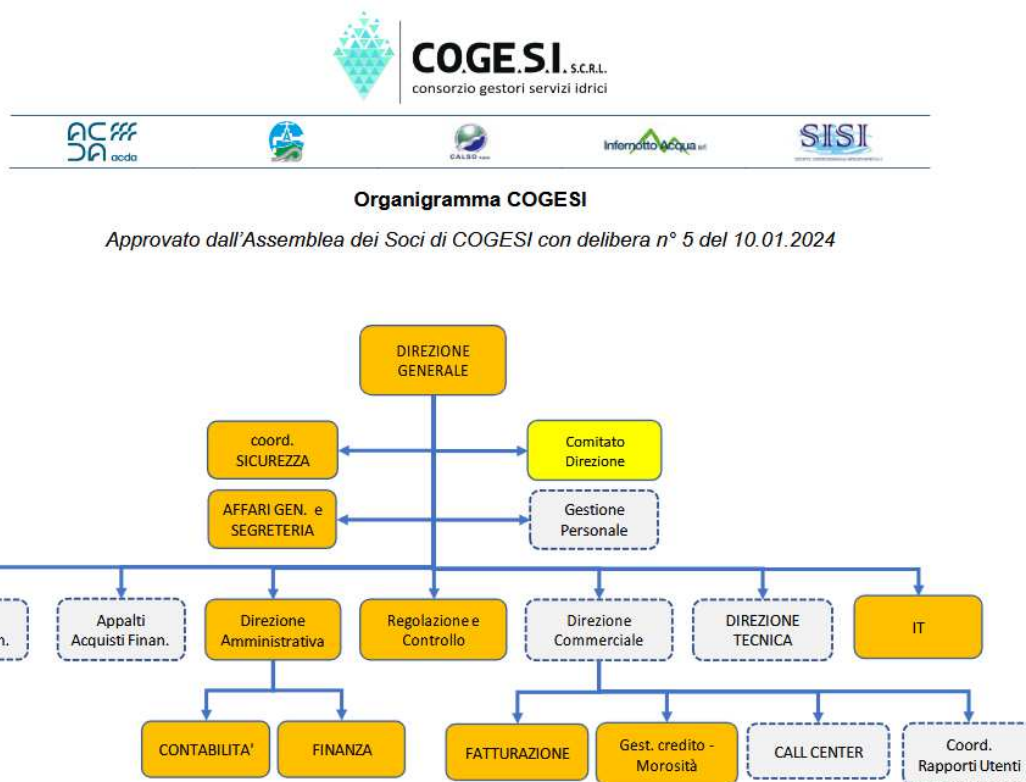 CO.GE.S.I. S.C.R.L.
consorzio gestori servizi idrici
acda
CALSO
Infernotto Acqua srl
SISI
Organigramma COGESI
Approvato dall'Assemblea dei Soci di COGESI con delibera n° 5 del 10.01.2024
DIREZIONE
GENERALE
coord.
SICUREZZA
Comitato
Direzione
AFFARI GEN. e
SEGRETERIA
Gestione
Personale
n.
Appalti
Acquisti Finan.
Direzione
Amministrativa
Regolazione e
Controllo
Direzione
Commerciale
DIREZIONE
TECNICA
IT
CONTABILITA'
FINANZA
FATTURAZIONE
Gest. credito -
Morosità
CALL CENTER
Coord.
Rapporti Utenti